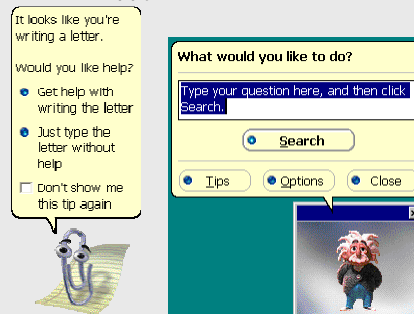 It looks like you're
writing a letter.
Would you like help?
Get help with
writing the letter
Just type the
letter without
help
Don't show me
this tip again
What would you like to do?
Type your question here, and then click
Search.
Search
Tips
Options
Close